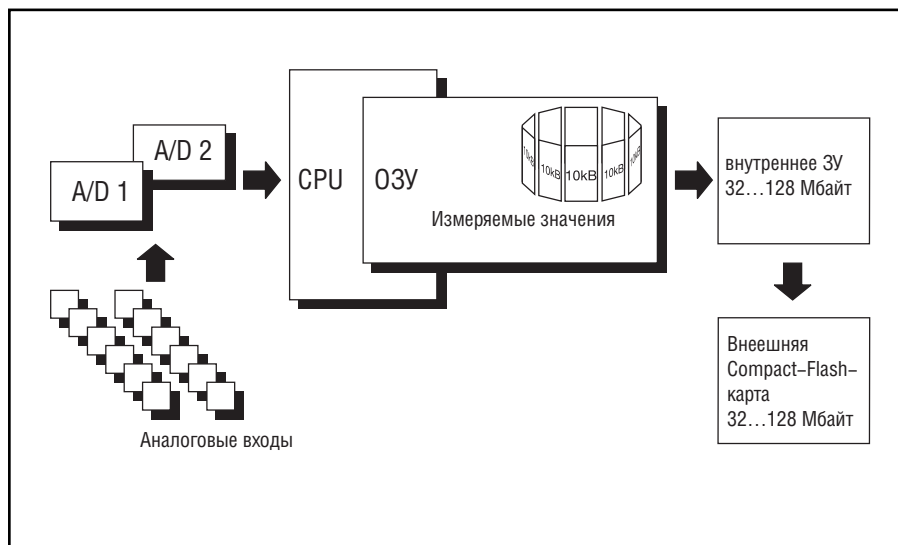 A/D 2
A/D 1
CPU
ОЗУ
10kB
10kB
10kB
10kB
10kB
Измеряемые значения
внутреннее ЗУ
32...128 Мбайт
Внеешняя
Compact-Flash-
карта
32...128 Мбайт
Аналоговые входы